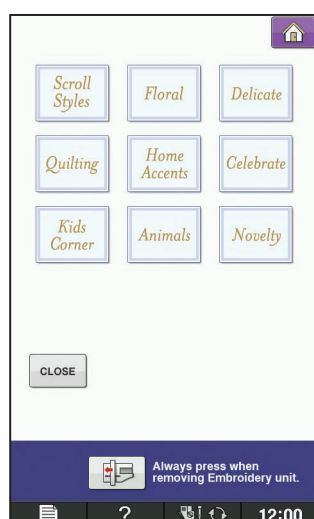 Scroll
Styles
Floral
Delicate
Quilting
Home
Accents
Celebrate
Kids
Corner
Animals
Novelty
CLOSE
Always press when
removing Embroidery unit.
?
12:00